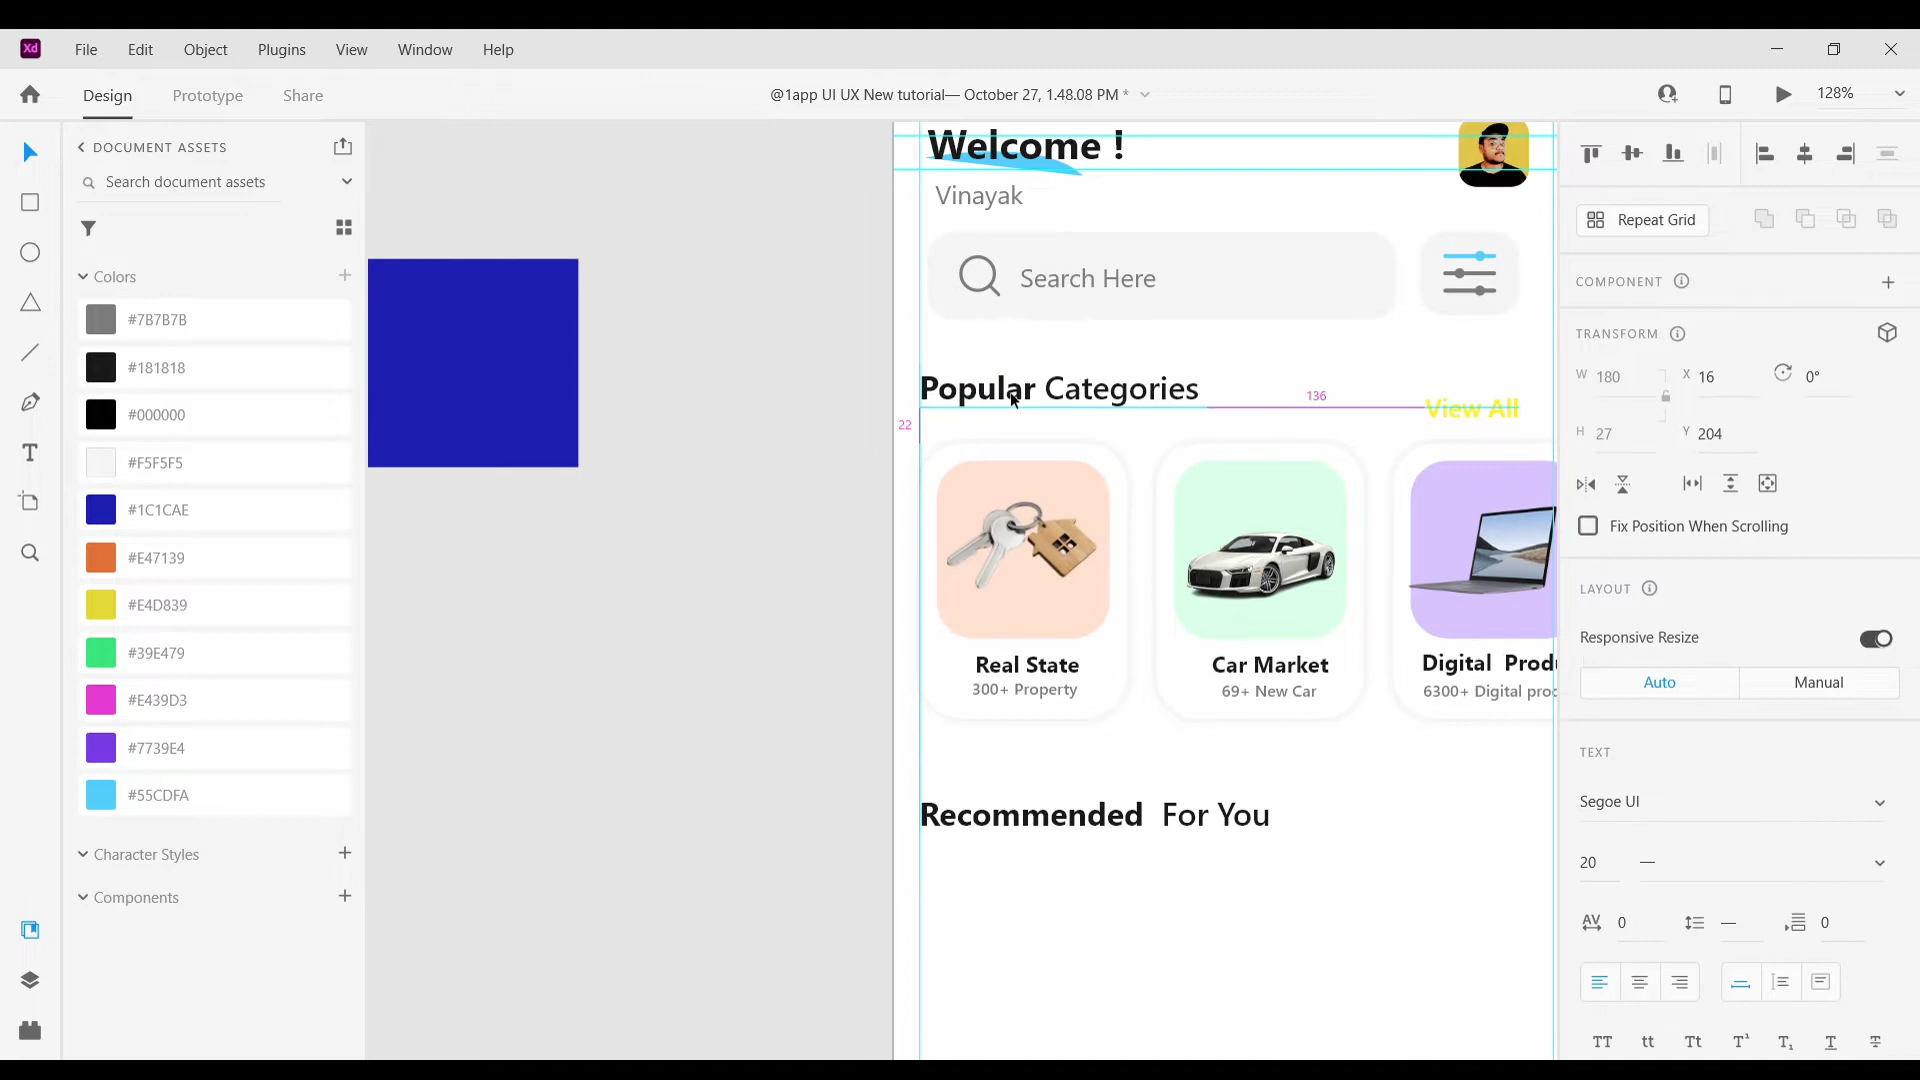 Xd File Edit Object Plugins View Window Help
Design Prototype Share @1app UI UX New tutorial— October 27, 1.48.08 PM * 128%
DOCUMENT ASSETS
Search document assets
Colors
#7B7B7B
#181818
#000000
#F5F5F5
#1C1CAE
#E47139
#E4D839
#39E479
#E439D3
#7739E4
#55CDFA
Character Styles
Components
Welcome !
Vinayak
Search Here
Popular Categories
136
View All
22
Real State
300+ Property
Car Market
69+ New Car
Digital Produ
6300+ Digital prod
Recommended For You
Repeat Grid
COMPONENT
TRANSFORM
W 180 X 16 0°
H 27 Y 204
Fix Position When Scrolling
LAYOUT
Responsive Resize
Auto Manual
TEXT
Segoe UI
20 —
AV 0 — 0
TT tt Tt T¹ T₁ T T